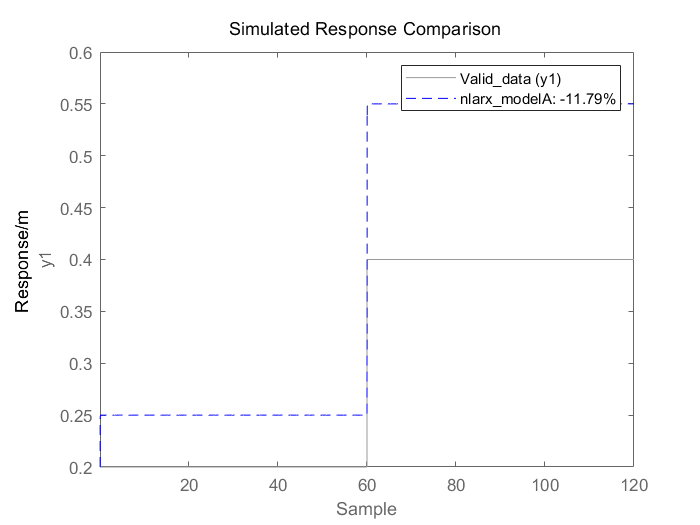 Simulated Response Comparison
Valid_data (y1)
nlarx_modelA: -11.79%
Response/m
y1
0.6
0.55
0.5
0.45
0.4
0.35
0.3
0.25
0.2
20 40 60 80 100 120
Sample